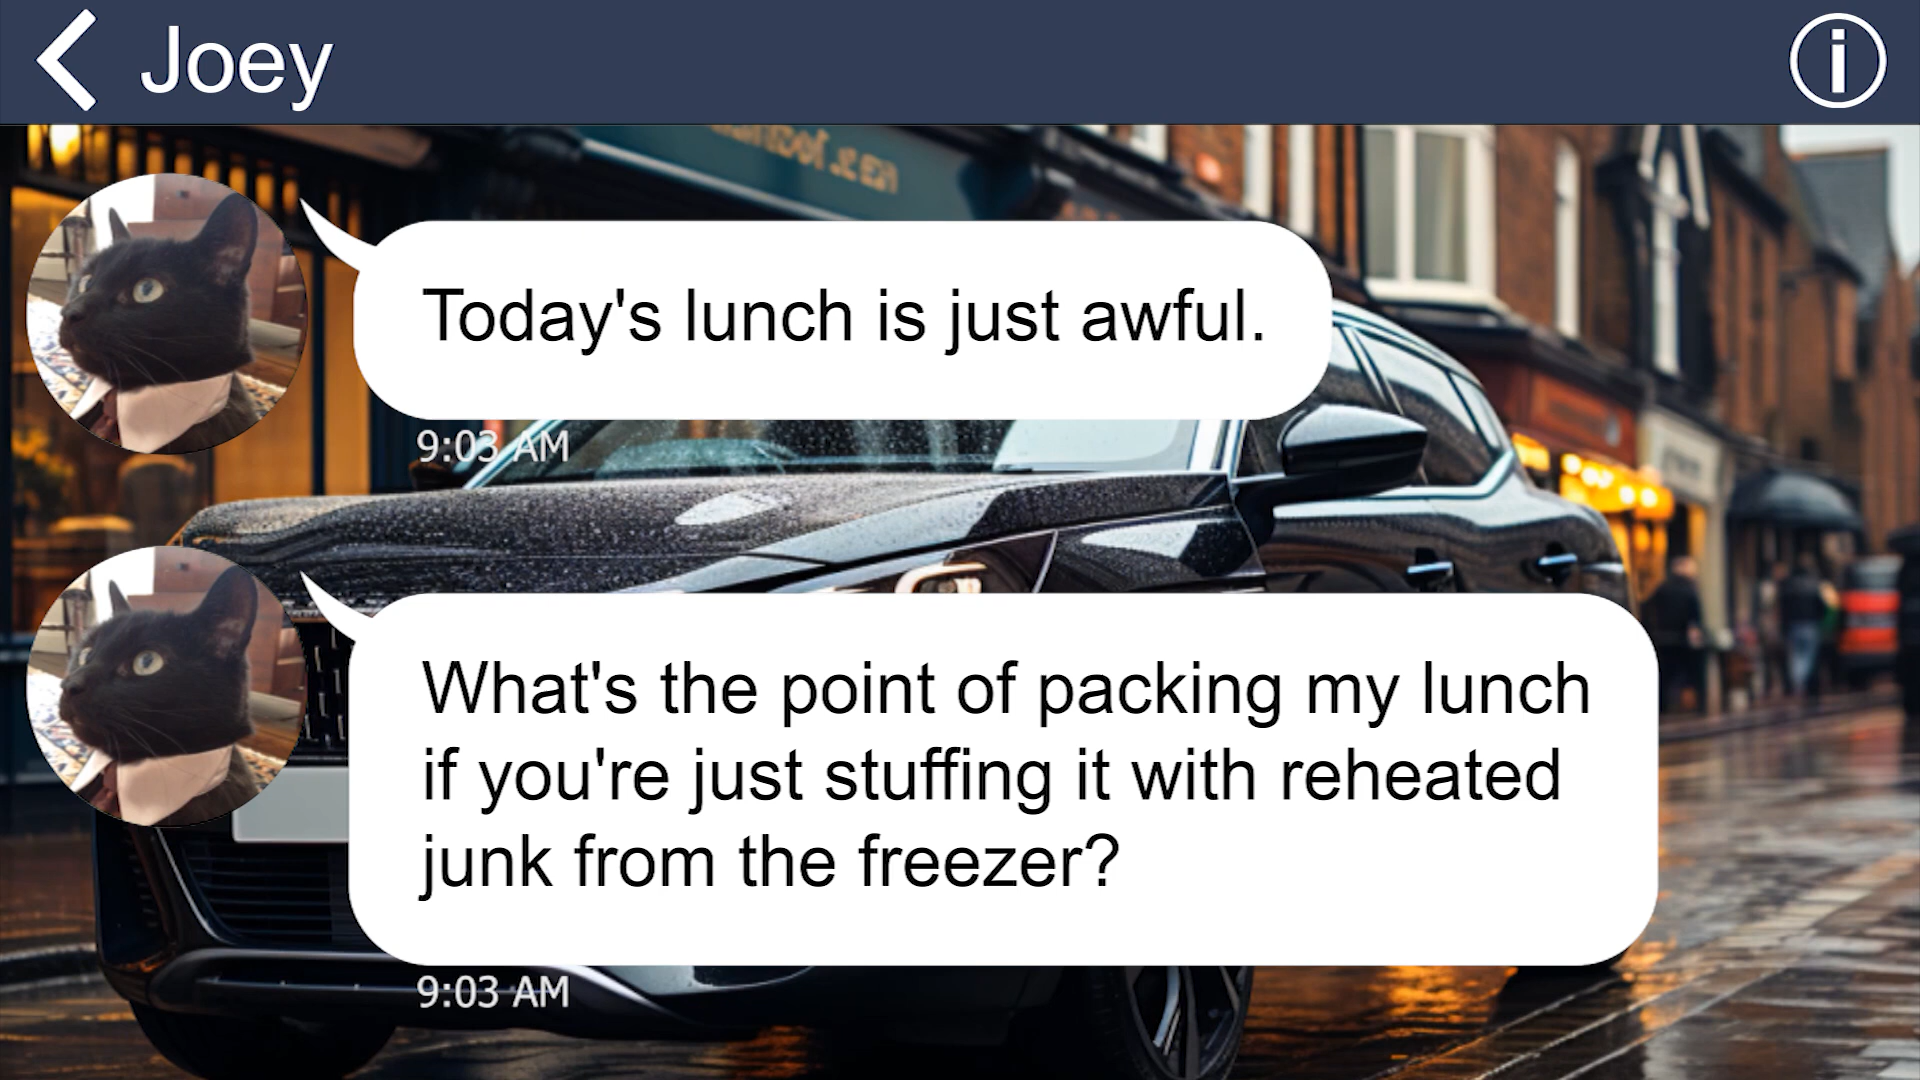 Joey
Today's lunch is just awful.
9:03 AM
What's the point of packing my lunch
if you're just stuffing it with reheated
junk from the freezer?
9:03 AM